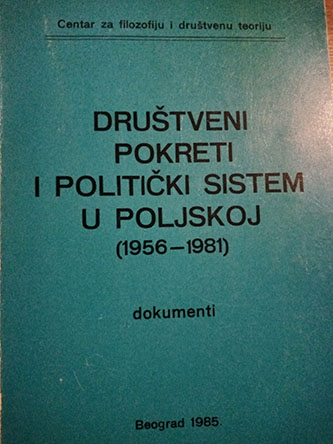 Centar za filozofiju i društvenu teoriju
DRUŠTVENI
POKRETI
I POLITIČKI SISTEM
U POLJSKOJ
(1956—1981)
dokumenti
Beograd 1985.